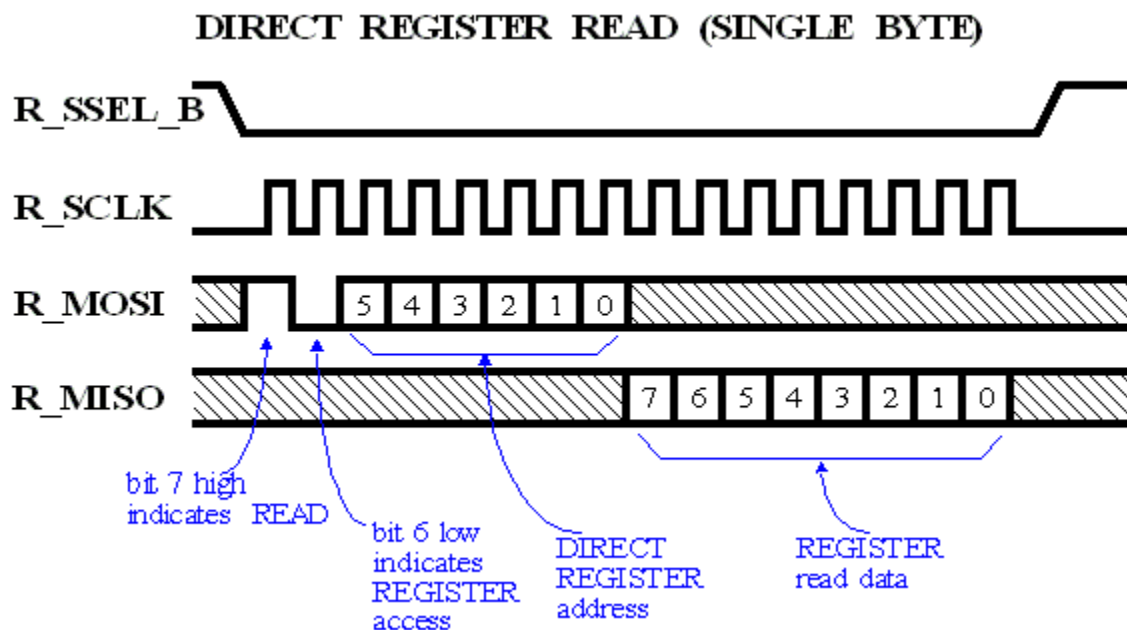 DIRECT REGISTER READ (SINGLE BYTE)
R_SSEL_B
R_SCLK
R_MOSI
5 4 3 2 1 0
R_MISO
7 6 5 4 3 2 1 0
bit 7 high
indicates READ
bit 6 low
indicates
REGISTER
access
DIRECT
REGISTER
address
REGISTER
read data